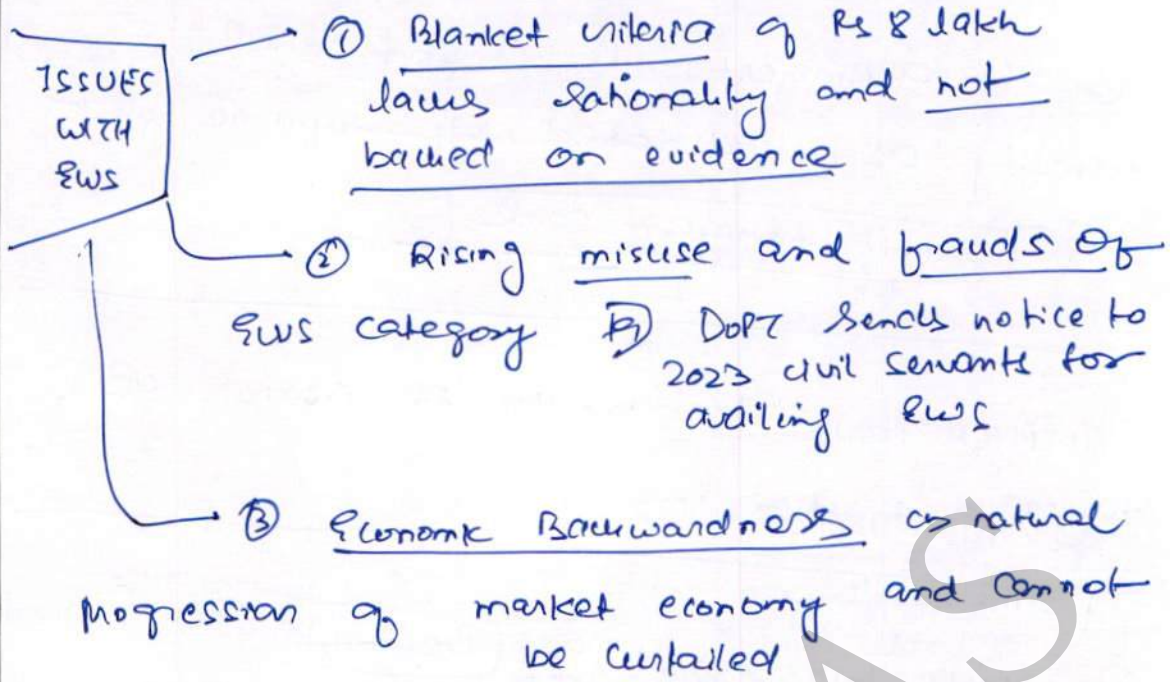 ISSUES
WITH
EWS
① Blanket criteria of Rs 8 lakh
lacks rationality and not
backed on evidence
② Rising misuse and frauds of
EWS category Eg DoPT sends notice to
2023 civil servants for
availing EWS
③ Economic Backwardness as natural
progression of market economy and cannot
be curtailed
AS